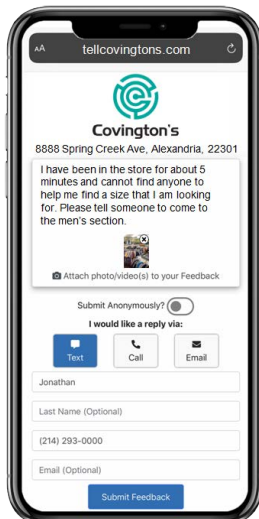 AA tellcovingtons.com
Covington's
8888 Spring Creek Ave, Alexandria, 22301
I have been in the store for about 5
minutes and cannot find anyone to
help me find a size that I am looking
for. Please tell someone to come to
the men's section.
Attach photo/video(s) to your Feedback
Submit Anonymously?
I would like a reply via:
Text Call Email
Jonathan
Last Name (Optional)
(214) 293-0000
Email (Optional)
Submit Feedback